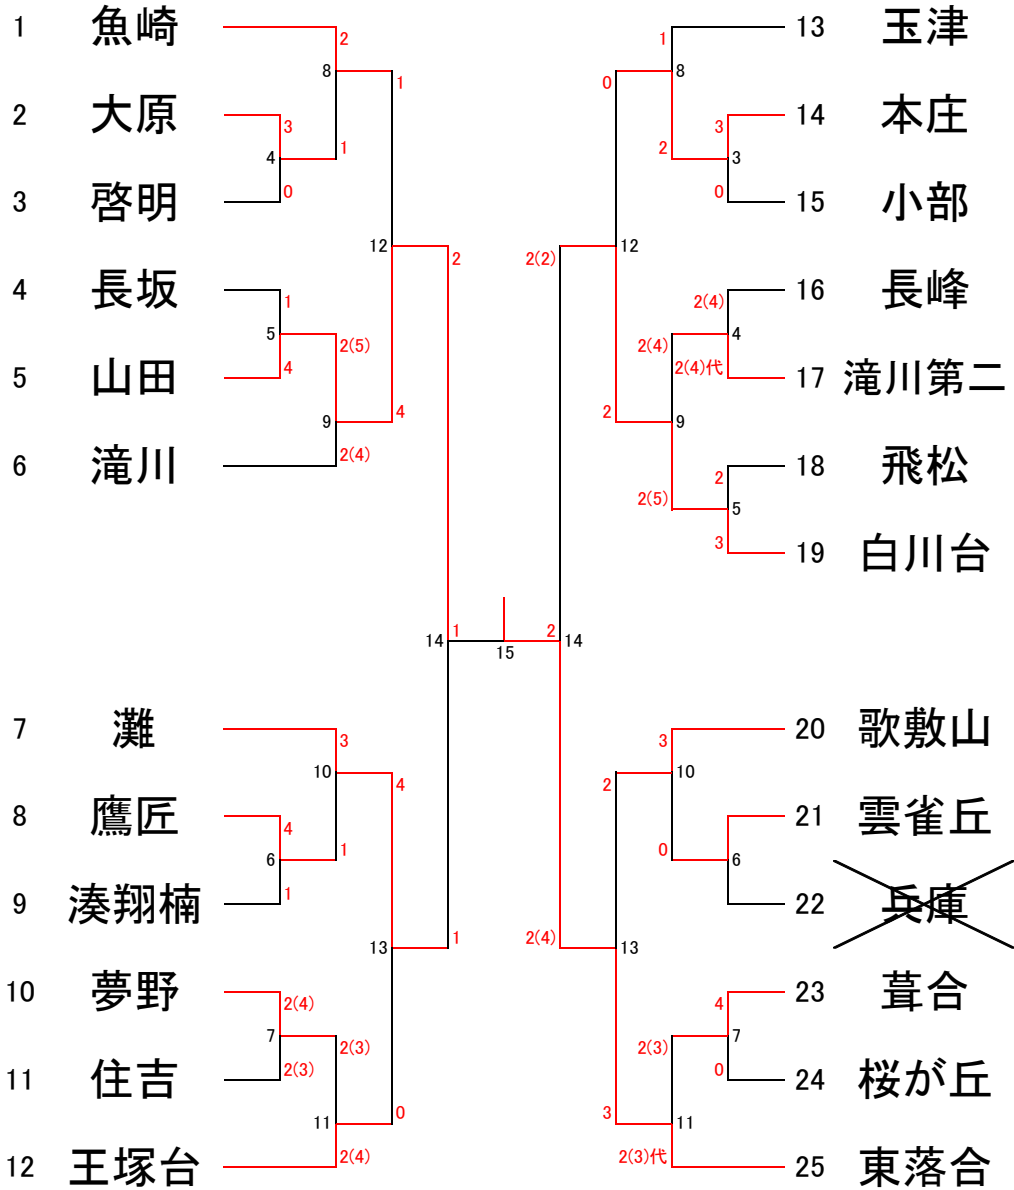 1 魚崎 2 1 13 玉津
8 1 0 8
2 大原 3 3 14 本庄
4 1 2 3
3 啓明 0 0 15 小部
12 2 2(2) 12
4 長坂 1 2(4) 16 長峰
5 2(5) 2(4) 4
5 山田 4 2(4)代 17 滝川第二
9 4 2 9
6 滝川 2(4) 2 18 飛松
2(5) 5
3 19 白川台
14 1 2 14
15
7 灘 3 3 20 歌敷山
10 4 2 10
8 鷹匠 4 21 雲雀丘
6 1 0 6
9 湊翔楠 1 22 兵庫
13 1 2(4) 13
10 夢野 2(4) 4 23 葺合
7 2(3) 2(3) 7
11 住吉 2(3) 0 24 桜が丘
11 0 3 11
12 王塚台 2(4) 2(3)代 25 東落合